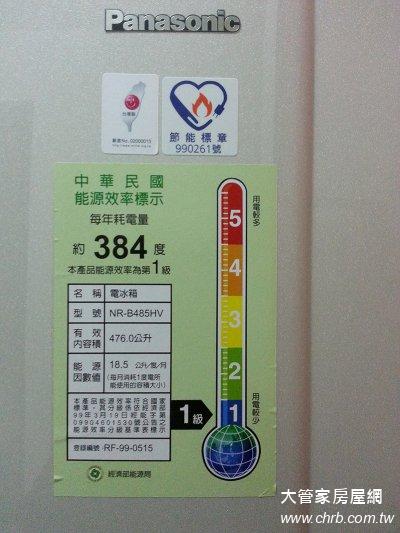 Panasonic
台灣製
節能標章
990261號
中華民國
能源效率標示
每年耗電量
約 384 度
本產品能源效率為第1級
名稱 電冰箱
型號 NR-B485HV
有效內容積 476.0公升
能源因數值 18.5 公升/度/月
(每月消耗1度電所
能使用的容積大小)
本產品能源效率符合國家
標準,其分級係依經濟部
99年3月19日經能字第
09904601530號公告之
能源效率分級基準表標示
登錄編號:RF-99-0515
經濟部能源局
用電較多
5
4
3
2
1
用電較少
1級
大管家房屋網
www.chrb.com.tw